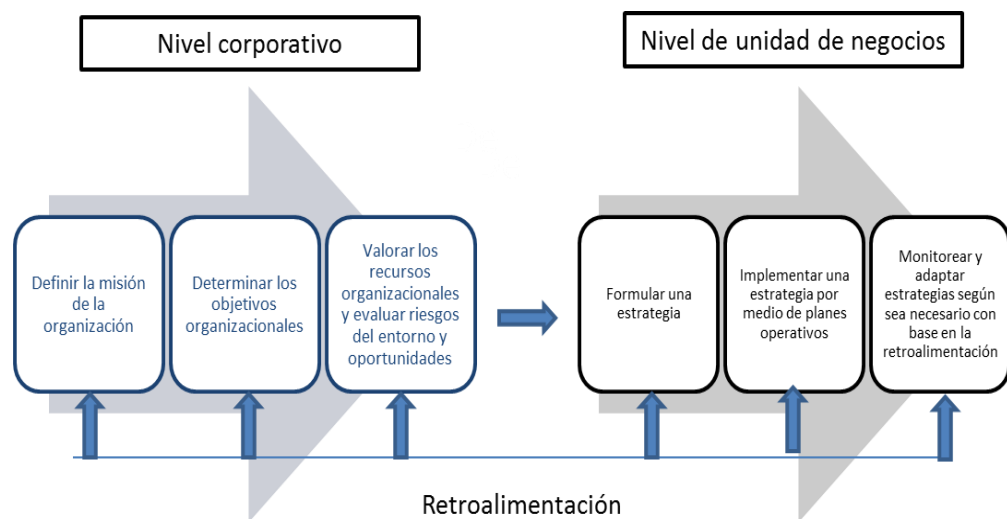 Nivel corporativo
Nivel de unidad de negocios
Definir la misión
de la
organización
Determinar los
objetivos
organizacionales
Valorar los
recursos
organizacionales
y evaluar riesgos
del entorno y
oportunidades
Formular una
estrategia
Implementar una
estrategia por
medio de planes
operativos
Monitorear y
adaptar
estrategias según
sea necesario con
base en la
retroalimentación
Retroalimentación